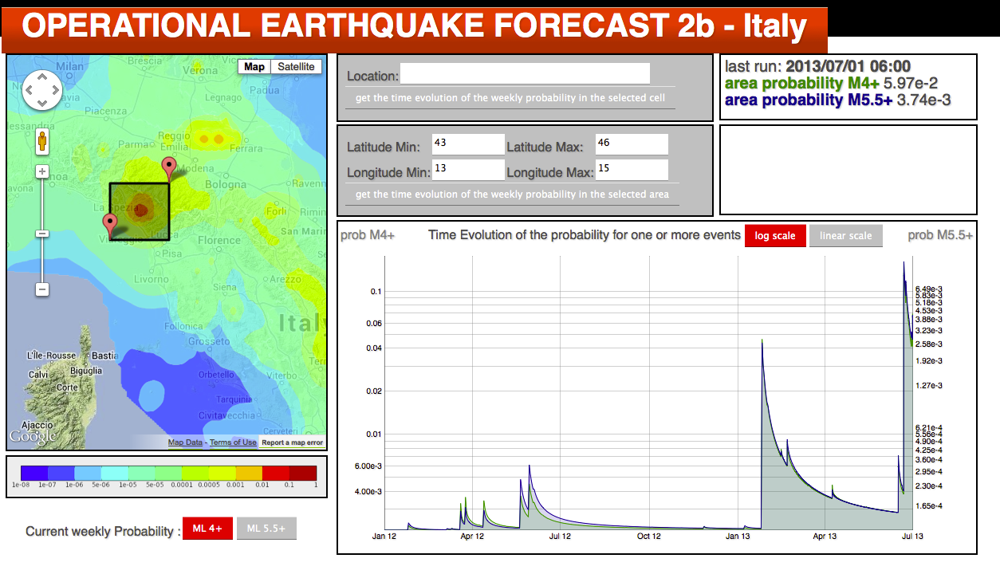 OPERATIONAL EARTHQUAKE FORECAST 2b - Italy
Milan
Brescia
Verona
Map Satellite
Padua
Legnago
Piacenza
Parma
Reggio
Emilia
Ferrara
Modena
Bologna
La Spezia
Forlì
Rimin
San Marin
Lucca
Florence
Pisa
Livorno
Siena
Arezzo
Follonica
Grosseto
Italy
L'Île-Rousse
Bastia
Calvi
Biguglia
Corte
Orbetello
Viterbo
Tarquinia
Civitavecchia
Cerveteri
Ajaccio
Google
Map Data - Terms of Use Report a map error
1e-08 1e-07 1e-06 5e-06 1e-05 5e-05 0.0001 0.0005 0.001 0.01 0.1 1
Current weekly Probability : ML 4+ ML 5.5+
Location:
get the time evolution of the weekly probability in the selected cell
Latitude Min: 43 Latitude Max: 46
Longitude Min: 13 Longitude Max: 15
get the time evolution of the weekly probability in the selected area
last run: 2013/07/01 06:00
area probability M4+ 5.97e-2
area probability M5.5+ 3.74e-3
prob M4+ Time Evolution of the probability for one or more events log scale linear scale prob M5.5+
0.1
0.06
0.04
0.02
0.01
6.00e-3
4.00e-3
6.49e-3
5.83e-3
5.18e-3
4.53e-3
3.88e-3
3.23e-3
2.58e-3
1.92e-3
1.27e-3
6.21e-4
5.56e-4
4.90e-4
4.25e-4
3.60e-4
2.95e-4
2.30e-4
1.65e-4
Jan 12 Apr 12 Jul 12 Oct 12 Jan 13 Apr 13 Jul 13